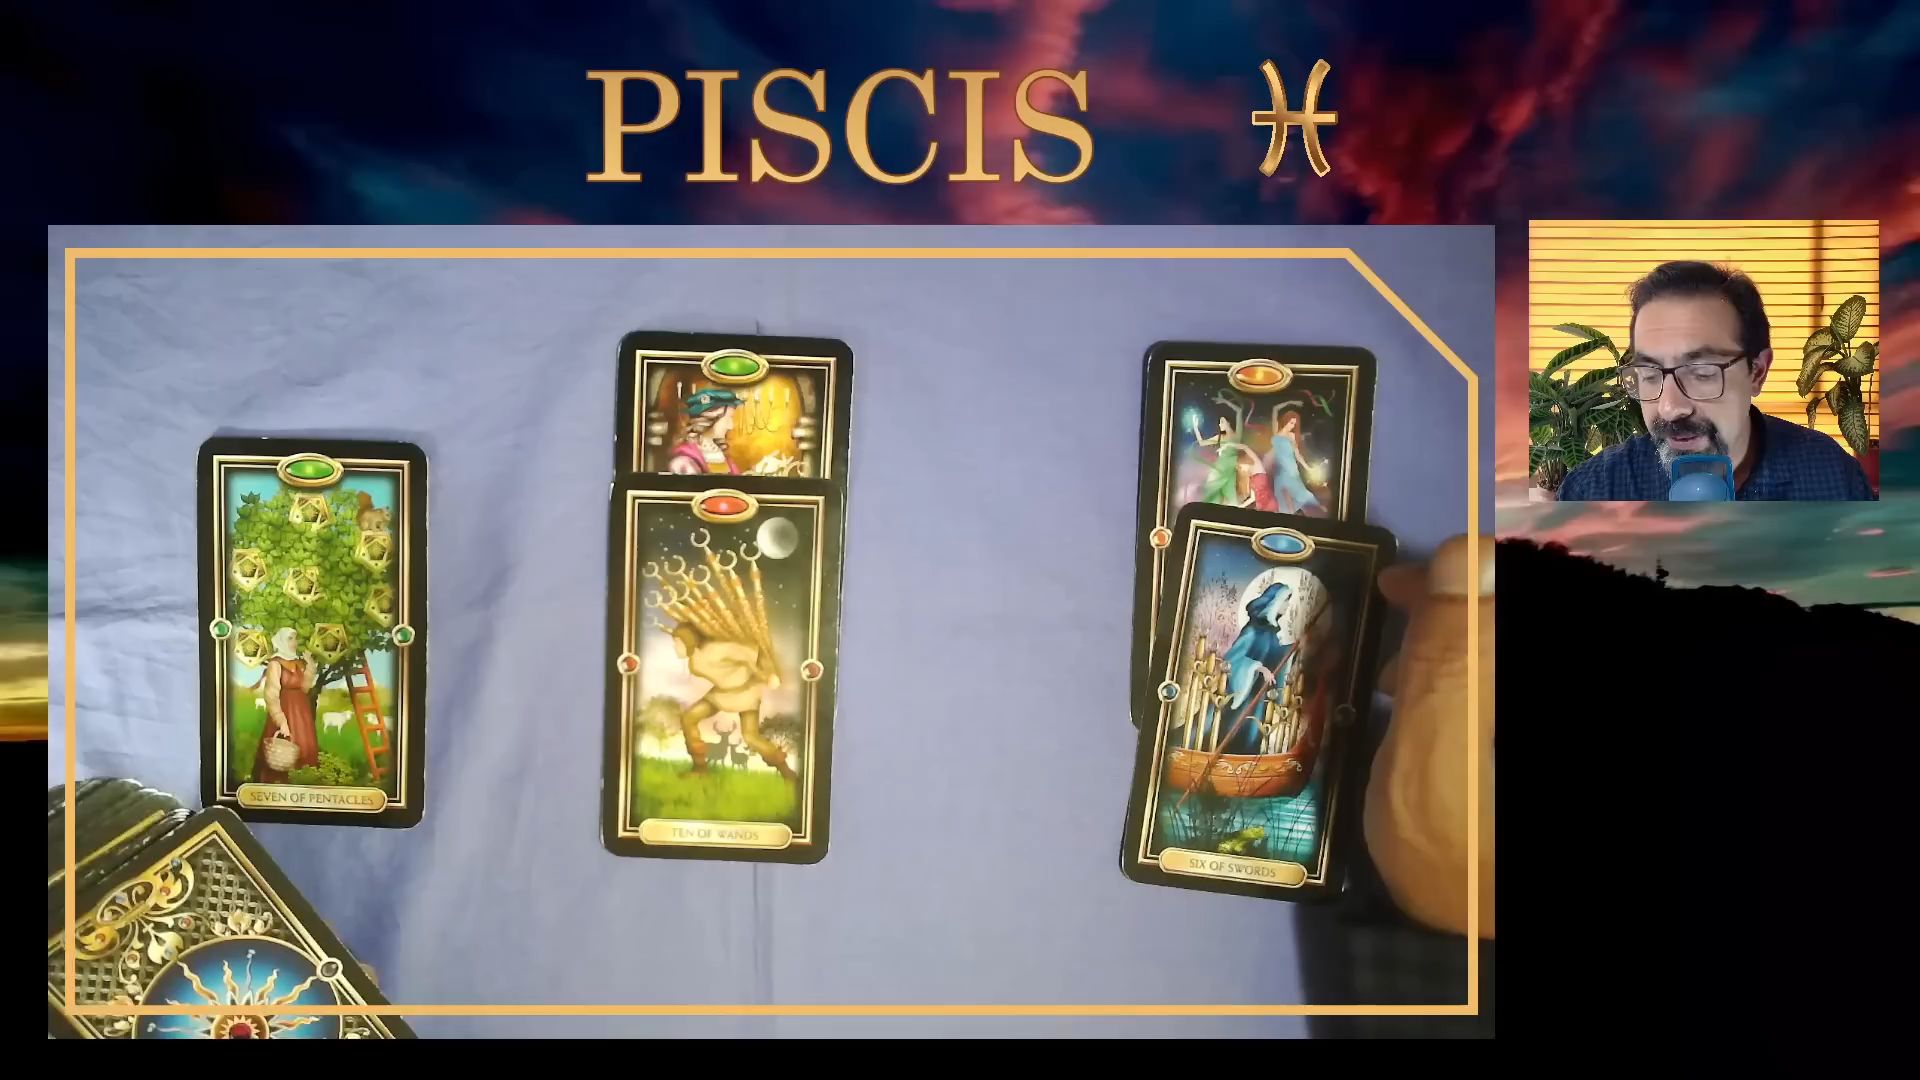 PISCIS
SEVEN OF PENTACLES
TEN OF WANDS
SIX OF SWORDS